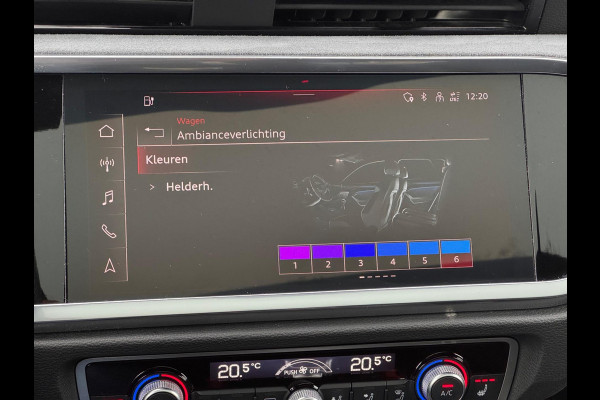 12:20
Wagen
Ambianceverlichting
Kleuren
> Helderh.
1 2 3 4 5 6
20.5°C PUSH OFF 20.5°C
A/C